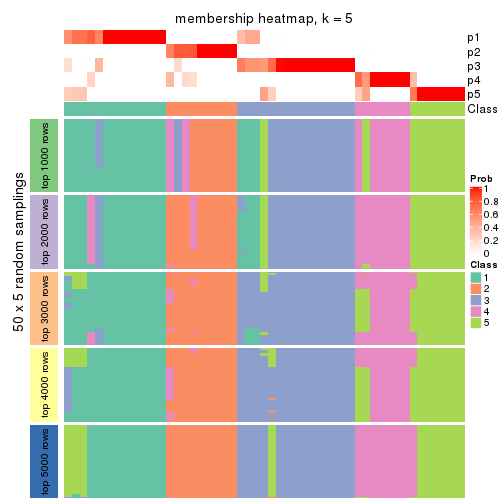 membership heatmap, k = 5
p1
p2
p3
p4
p5
Class
50 x 5 random samplings
top 1000 rows
top 2000 rows
top 3000 rows
top 4000 rows
top 5000 rows
Prob
1
0.8
0.6
0.4
0.2
0
Class
1
2
3
4
5